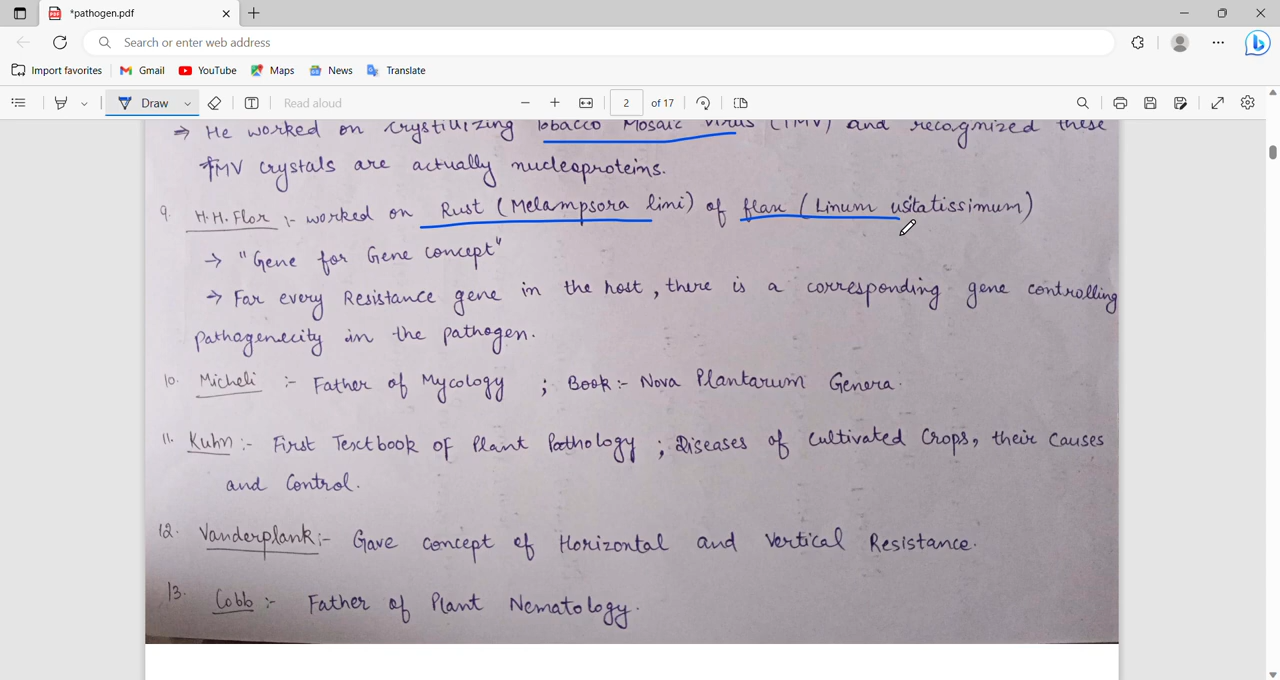 *pathogen.pdf
Search or enter web address
Import favorites Gmail YouTube Maps News Translate
Draw Read aloud 2 of 17
⇒ He worked on crystillizing Tobacco Mosaic Virus (TMV) and recognized these
TMV crystals are actually nucleoproteins.
9. H.H. Flor :- worked on Rust (Melampsora limi) of flax (Linum usitatissimum)
→ "Gene for Gene concept"
→ For every Resistance gene in the host, there is a corresponding gene controlling
pathogenecity in the pathogen.
10. Micheli :- Father of Mycology ; Book :- Nova Plantarum Genera.
11. Kuhn :- First Textbook of Plant Pathology ; Diseases of cultivated Crops, their causes
and Control.
12. Vanderplank :- Gave concept of Horizontal and Vertical Resistance.
13. Cobb :- Father of Plant Nematology.